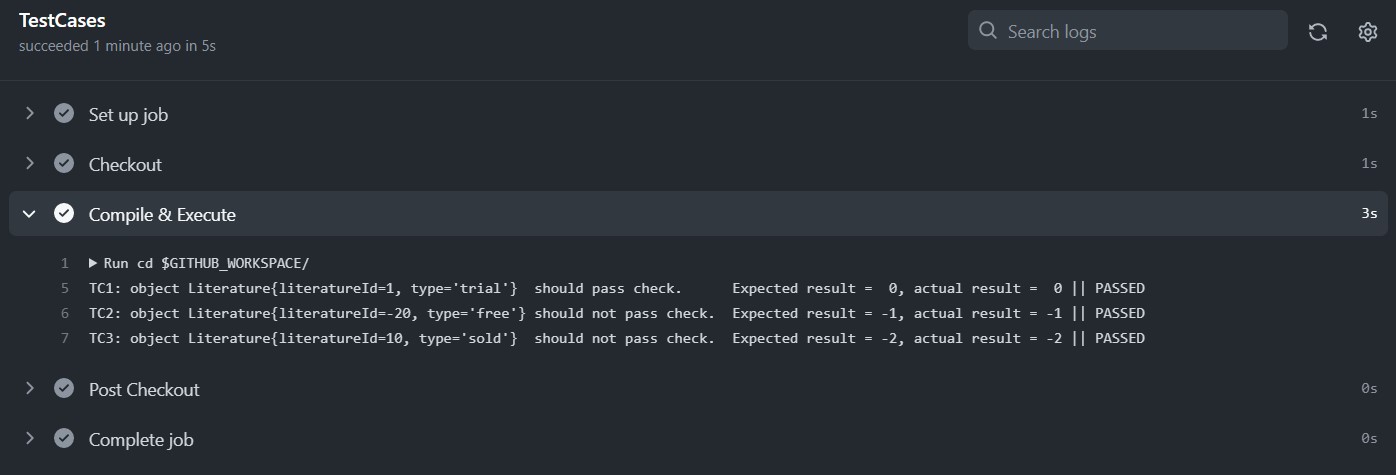 TestCases
succeeded 1 minute ago in 5s
Search logs
Set up job 1s
Checkout 1s
Compile & Execute 3s
1 Run cd $GITHUB_WORKSPACE/
5 TC1: object Literature{literatureId=1, type='trial'}  should pass check.      Expected result =  0, actual result =  0 || PASSED
6 TC2: object Literature{literatureId=-20, type='free'} should not pass check.  Expected result = -1, actual result = -1 || PASSED
7 TC3: object Literature{literatureId=10, type='sold'}  should not pass check.  Expected result = -2, actual result = -2 || PASSED
Post Checkout 0s
Complete job 0s